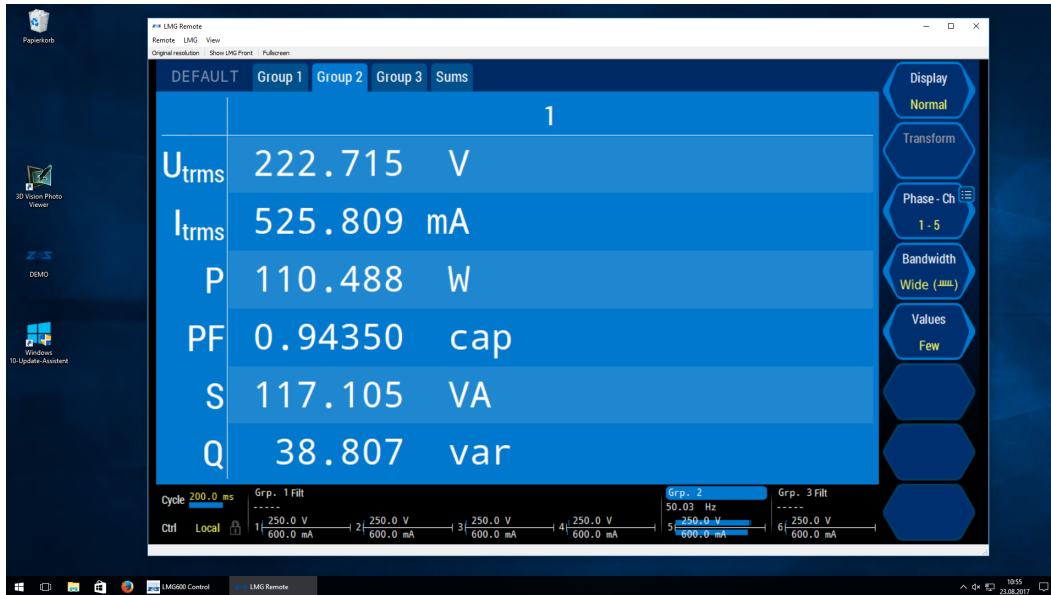 Papierkorb
3D Vision Photo
Viewer
ZES
DEMO
Windows
10-Update-Assistent
ZES LMG Remote
Remote LMG View
Original resolution Show LMG Front Fullscreen
DEFAULT Group 1 Group 2 Group 3 Sums
1
Utrms 222.715 V
Itrms 525.809 mA
P 110.488 W
PF 0.94350 cap
S 117.105 VA
Q 38.807 var
Display
Normal
Transform
Phase - Ch
1 - 5
Bandwidth
Wide ( )
Values
Few
Cycle 200.0 ms Grp. 1 Filt Grp. 2 Grp. 3 Filt
----- 50.03 Hz -----
Ctrl Local 1 250.0 V 2 250.0 V 3 250.0 V 4 250.0 V 5 250.0 V 6 250.0 V
600.0 mA 600.0 mA 600.0 mA 600.0 mA 600.0 mA 600.0 mA
ZES LMG600 Control ZES LMG Remote
10:55
23.08.2017